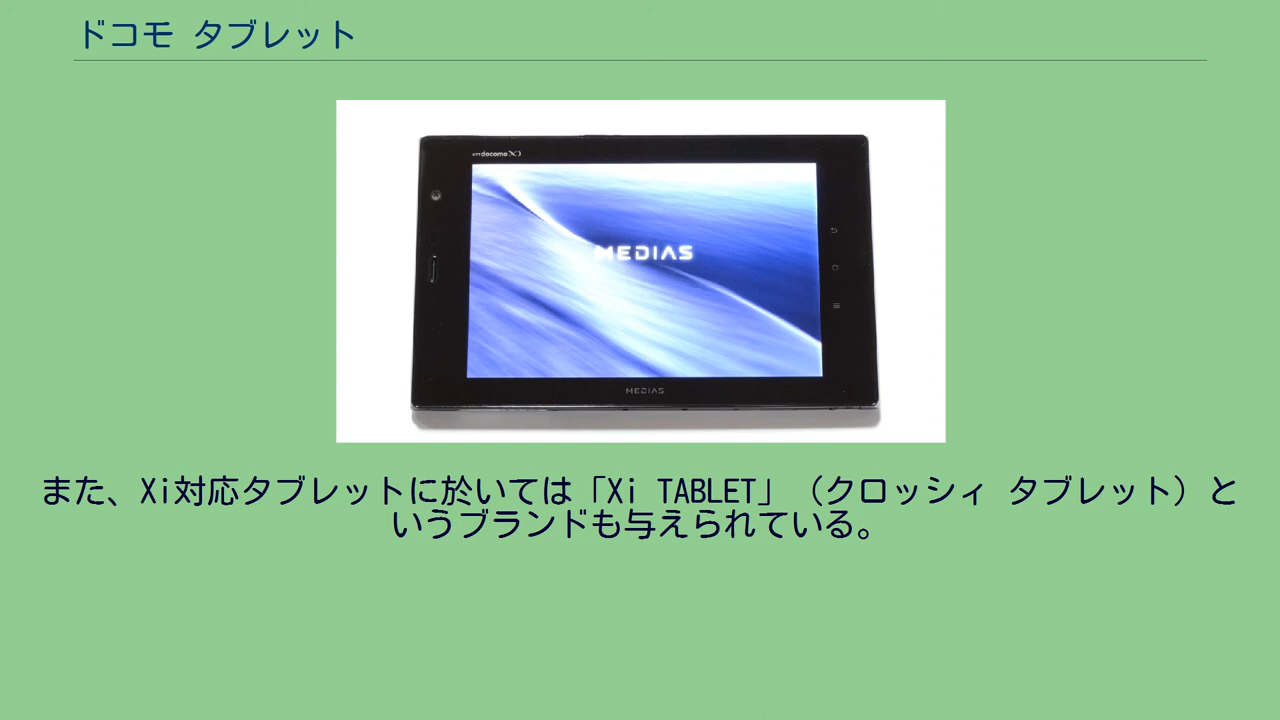 ドコモ タブレット
docomo Xi
MEDIAS
MEDIAS
また、Xi対応タブレットに於いては「Xi TABLET」（クロッシィ タブレット）と
いうブランドも与えられている。